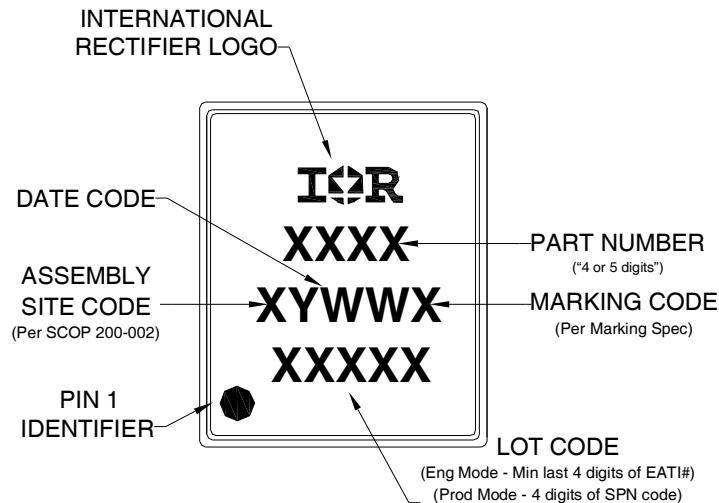 INTERNATIONAL
RECTIFIER LOGO
IOR
DATE CODE
XXXX
PART NUMBER
("4 or 5 digits")
ASSEMBLY
SITE CODE
(Per SCOP 200-002)
XYWWX
MARKING CODE
(Per Marking Spec)
XXXXX
PIN 1
IDENTIFIER
LOT CODE
(Eng Mode - Min last 4 digits of EATI#)
(Prod Mode - 4 digits of SPN code)